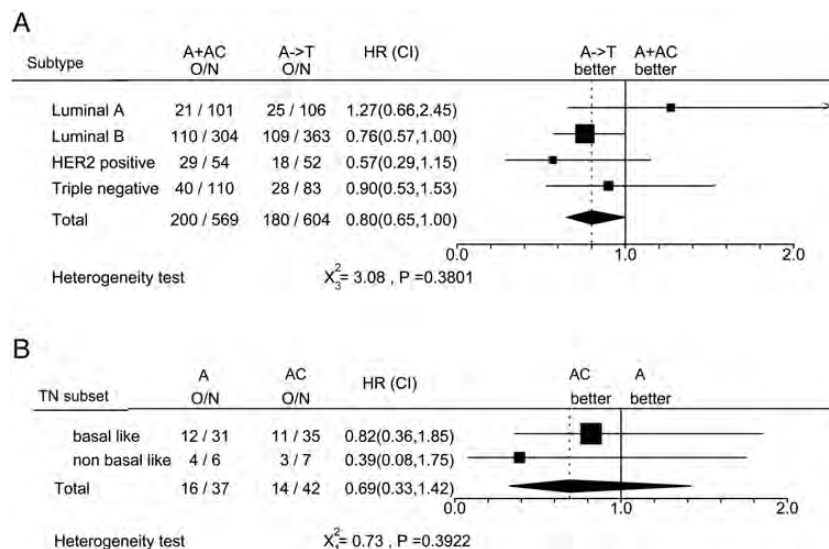 A
A+AC A->T HR (CI) A->T A+AC
Subtype O/N O/N better better
Luminal A 21 / 101 25 / 106 1.27(0.66,2.45)
Luminal B 110 / 304 109 / 363 0.76(0.57,1.00)
HER2 positive 29 / 54 18 / 52 0.57(0.29,1.15)
Triple negative 40 / 110 28 / 83 0.90(0.53,1.53)
Total 200 / 569 180 / 604 0.80(0.65,1.00)
0.0 1.0 2.0
Heterogeneity test X²₃= 3.08 , P =0.3801
B
A AC HR (CI) AC A
TN subset O/N O/N better better
basal like 12 / 31 11 / 35 0.82(0.36,1.85)
non basal like 4 / 6 3 / 7 0.39(0.08,1.75)
Total 16 / 37 14 / 42 0.69(0.33,1.42)
0.0 1.0 2.0
Heterogeneity test X²₁= 0.73 , P =0.3922